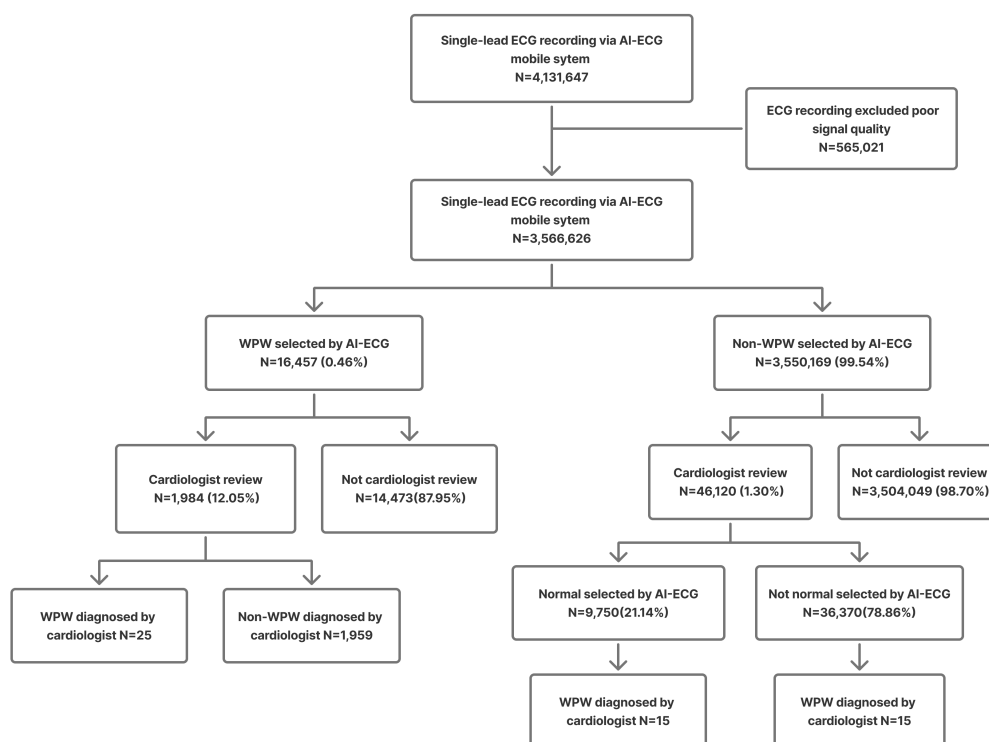 Single-lead ECG recording via AI-ECG
mobile sytem
N=4,131,647
ECG recording excluded poor
signal quality
N=565,021
Single-lead ECG recording via AI-ECG
mobile sytem
N=3,566,626
WPW selected by AI-ECG
N=16,457 (0.46%)
Non-WPW selected by AI-ECG
N=3,550,169 (99.54%)
Cardiologist review
N=1,984 (12.05%)
Not cardiologist review
N=14,473(87.95%)
Cardiologist review
N=46,120 (1.30%)
Not cardiologist review
N=3,504,049 (98.70%)
WPW diagnosed by
cardiologist N=25
Non-WPW diagnosed by
cardiologist N=1,959
Normal selected by AI-ECG
N=9,750(21.14%)
Not normal selected by AI-ECG
N=36,370(78.86%)
WPW diagnosed by
cardiologist N=15
WPW diagnosed by
cardiologist N=15